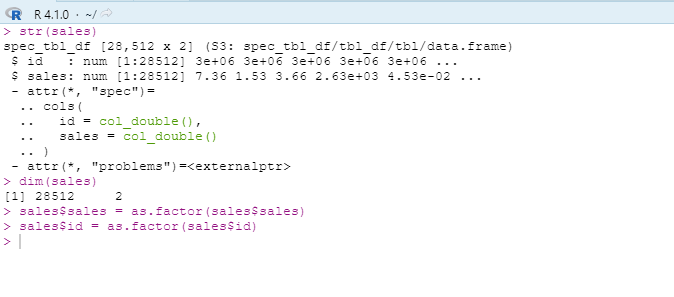 R R 4.1.0 · ~/
> str(sales)
spec_tbl_df [28,512 x 2] (S3: spec_tbl_df/tbl_df/tbl/data.frame)
 $ id   : num [1:28512] 3e+06 3e+06 3e+06 3e+06 3e+06 ...
 $ sales: num [1:28512] 7.36 1.53 3.66 2.63e+03 4.53e-02 ...
 - attr(*, "spec")=
  .. cols(
  ..   id = col_double(),
  ..   sales = col_double()
  .. )
 - attr(*, "problems")=<externalptr>
> dim(sales)
[1] 28512     2
> sales$sales = as.factor(sales$sales)
> sales$id = as.factor(sales$id)
>